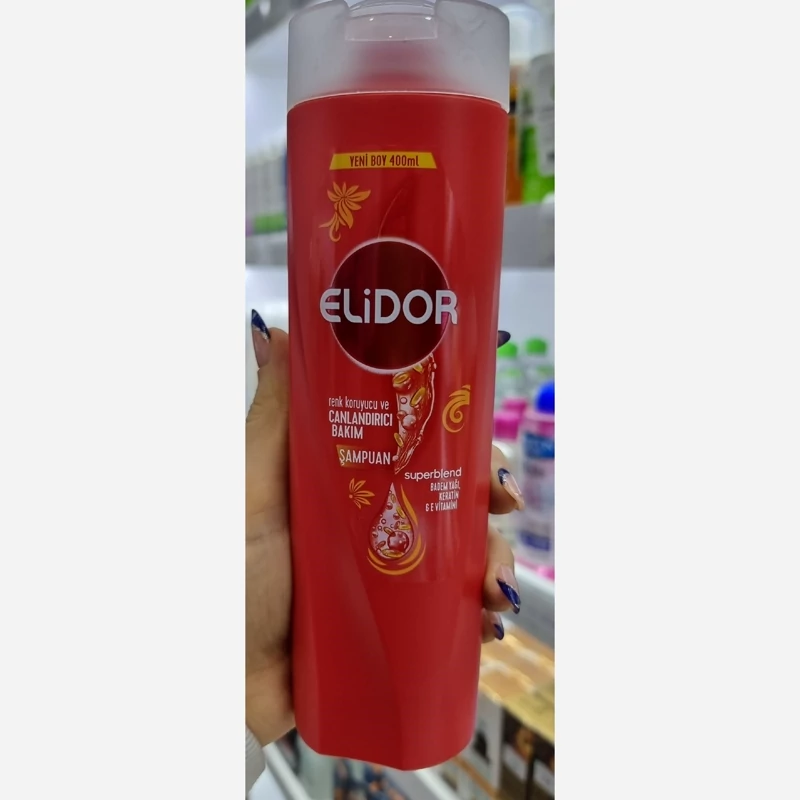 YENİ BOY 400ml
ELiDOR
renk koruyucu ve
CANLANDIRICI
BAKIM
ŞAMPUAN
superblend
BADEM YAĞI,
KERATİN
& E VİTAMİNİ